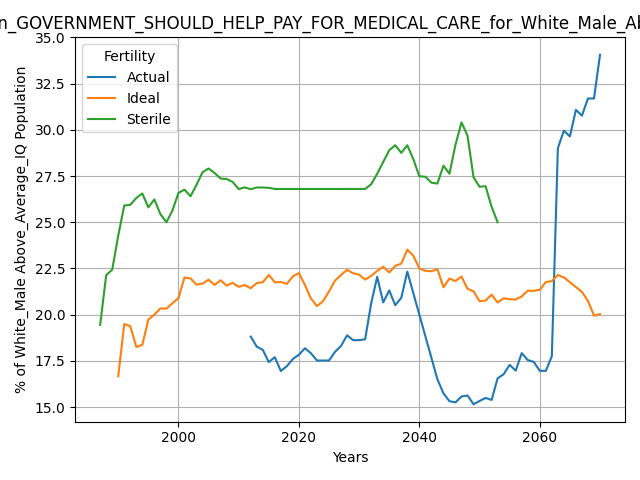 n_GOVERNMENT_SHOULD_HELP_PAY_FOR_MEDICAL_CARE_for_White_Male_Ab
% of White_Male Above_Average_IQ Population
35.0
32.5
30.0
27.5
25.0
22.5
20.0
17.5
15.0
Fertility
Actual
Ideal
Sterile
2000
2020
2040
2060
Years